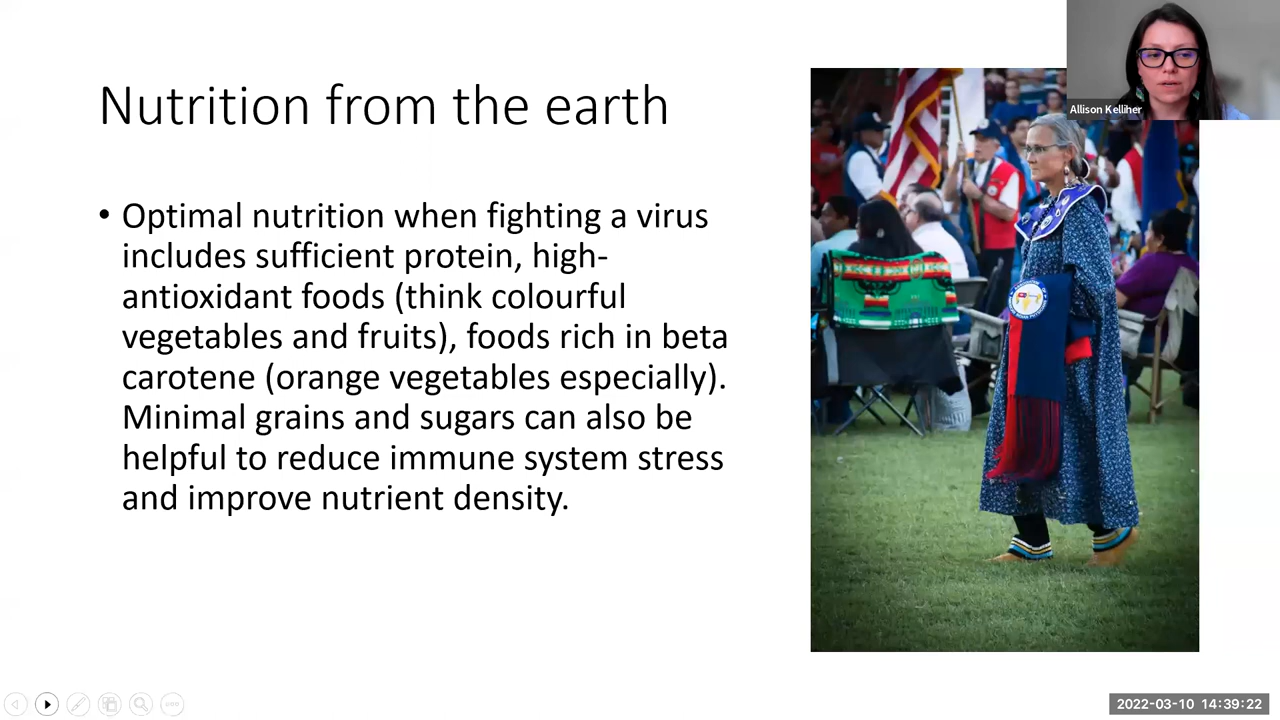 Nutrition from the earth
• Optimal nutrition when fighting a virus
includes sufficient protein, high-
antioxidant foods (think colourful
vegetables and fruits), foods rich in beta
carotene (orange vegetables especially).
Minimal grains and sugars can also be
helpful to reduce immune system stress
and improve nutrient density.
Allison Kelliher
2022-03-10 14:39:22